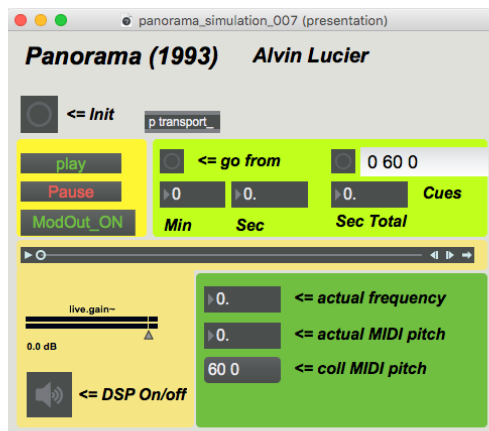 panorama_simulation_007 (presentation)
Panorama (1993) Alvin Lucier
<= Init
p transport_
play
<= go from
0 60 0
Pause
0
0.
0.
Cues
ModOut_ON
Min
Sec
Sec Total
live.gain~
0.0 dB
<= DSP On/off
0.
<= actual frequency
0.
<= actual MIDI pitch
60 0
<= coll MIDI pitch